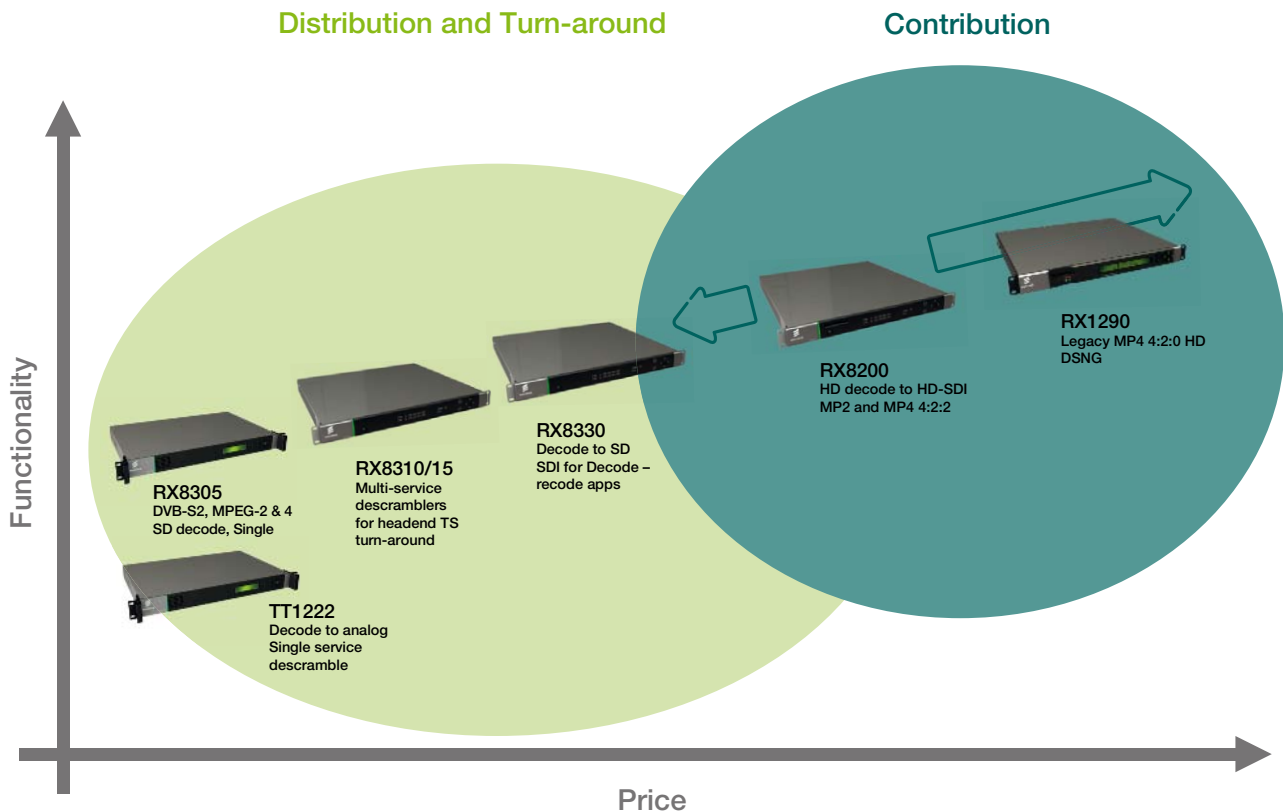 Distribution and Turn-around
Contribution
Functionality
RX1290
Legacy MP4 4:2:0 HD
DSNG
RX8200
HD decode to HD-SDI
MP2 and MP4 4:2:2
RX8330
Decode to SD
SDI for Decode –
recode apps
RX8310/15
Multi-service
descramblers
for headend TS
turn-around
RX8305
DVB-S2, MPEG-2 & 4
SD decode, Single
TT1222
Decode to analog
Single service
descramble
Price